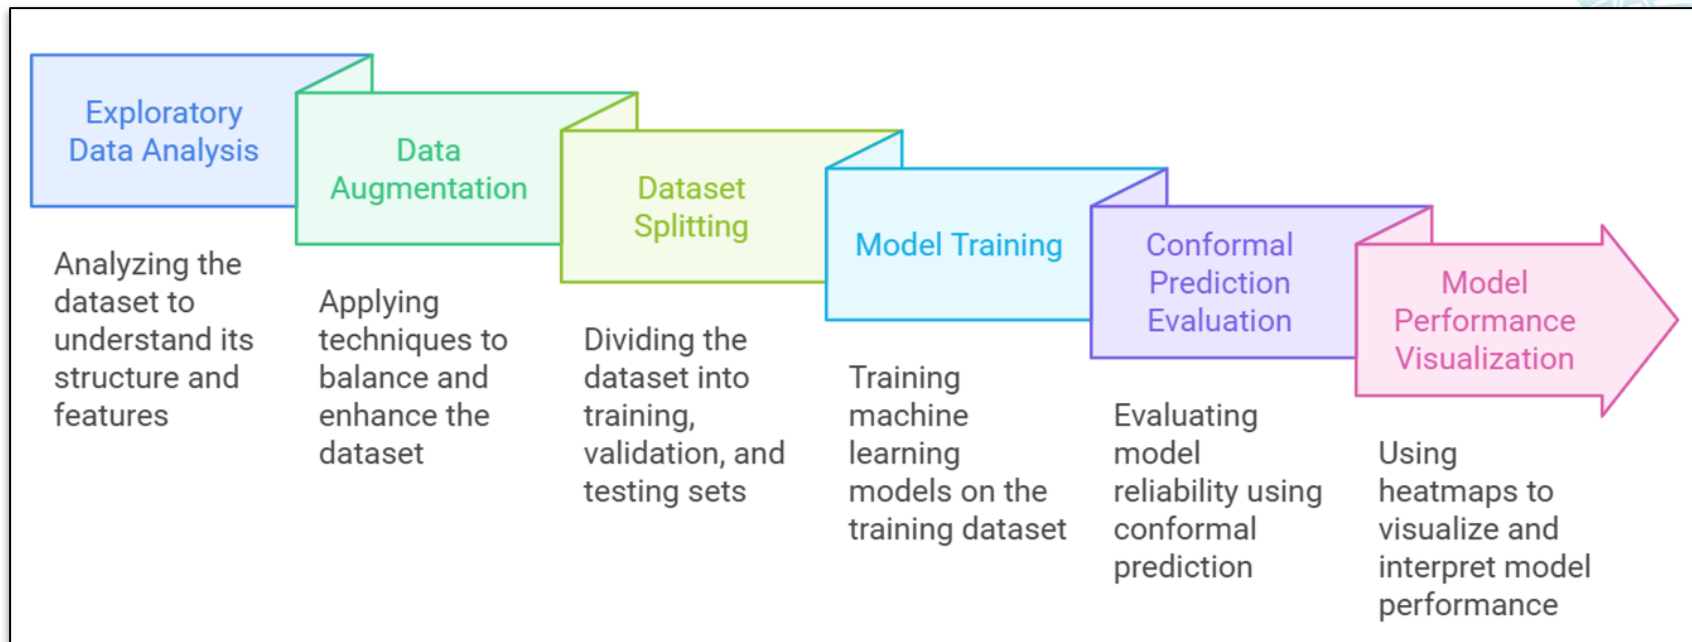 Exploratory
Data Analysis
Analyzing the
dataset to
understand its
structure and
features
Data
Augmentation
Applying
techniques to
balance and
enhance the
dataset
Dataset
Splitting
Dividing the
dataset into
training,
validation, and
testing sets
Model Training
Training
machine
learning
models on the
training dataset
Conformal
Prediction
Evaluation
Evaluating
model
reliability using
conformal
prediction
Model
Performance
Visualization
Using
heatmaps to
visualize and
interpret model
performance